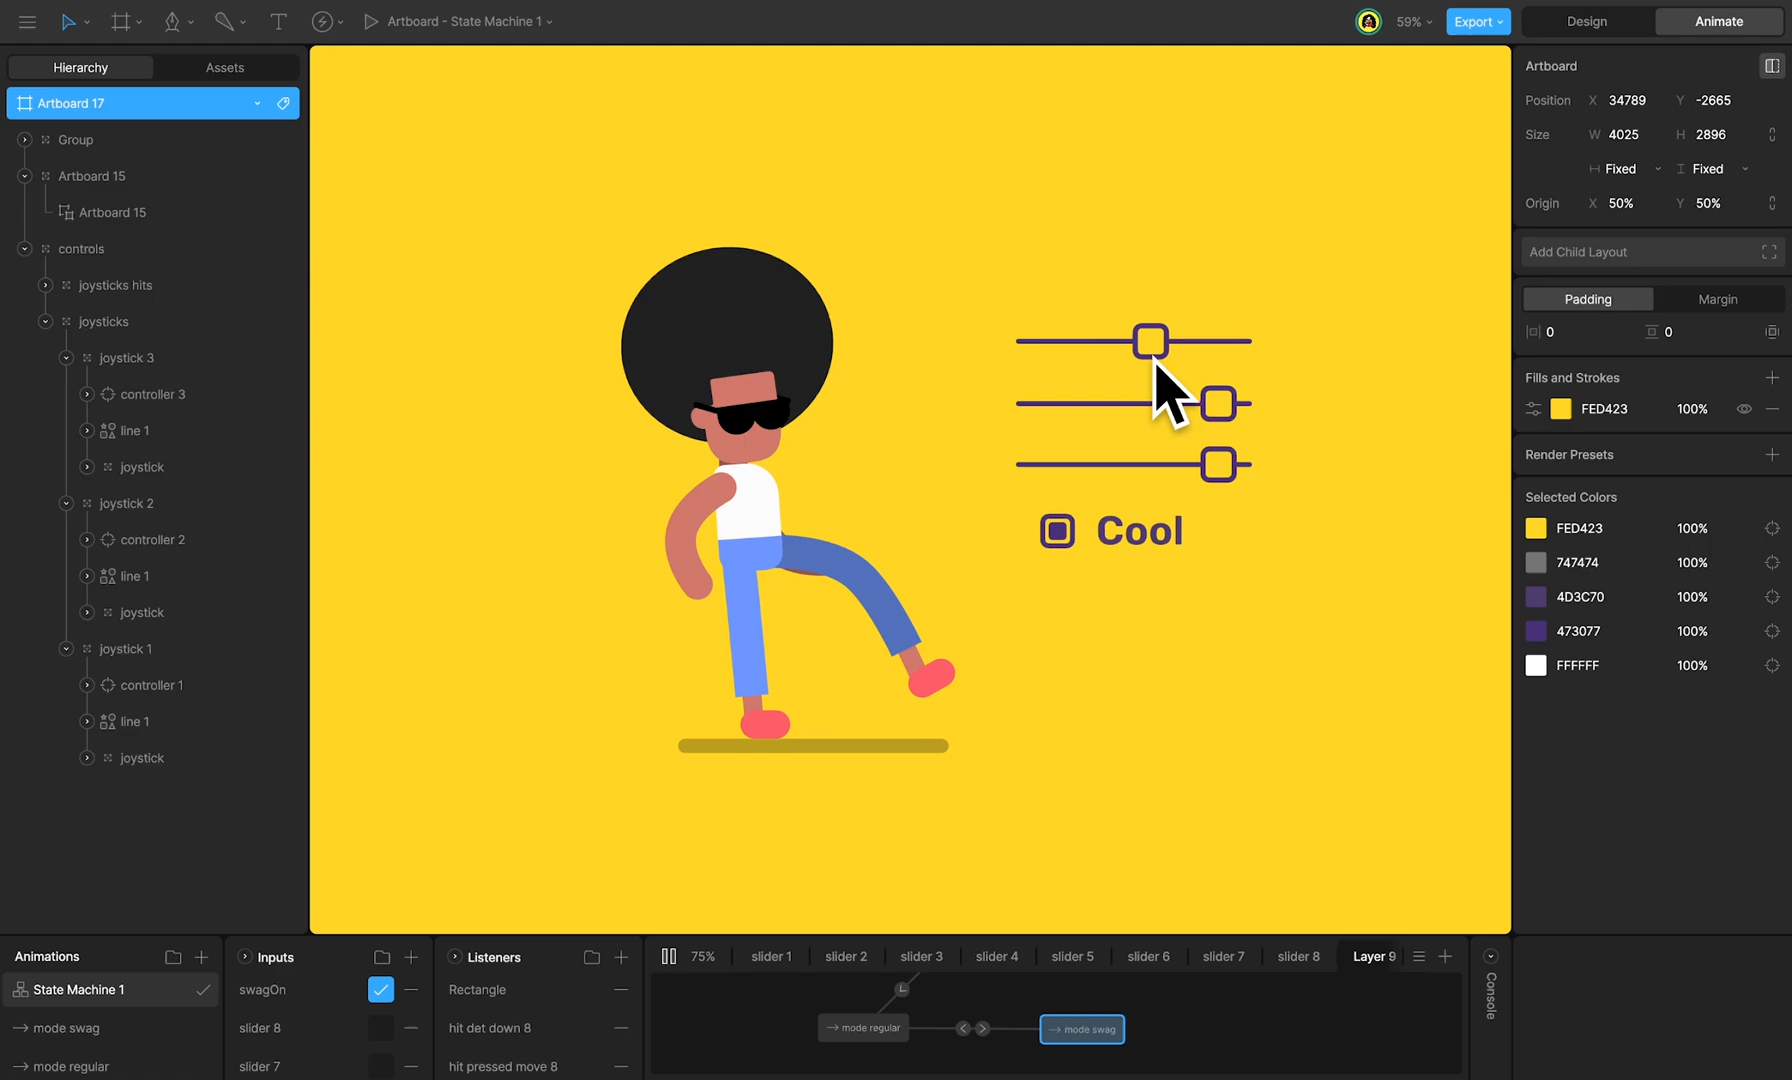 Artboard - State Machine 1
59%
Export
Design
Animate
Hierarchy
Assets
Artboard 17
Group
Artboard 15
Artboard 15
controls
joysticks hits
joysticks
joystick 3
controller 3
line 1
joystick
joystick 2
controller 2
line 1
joystick
joystick 1
controller 1
line 1
joystick
Cool
Artboard
Position X 34789 Y -2665
Size W 4025 H 2896
Fixed Fixed
Origin X 50% Y 50%
Add Child Layout
Padding Margin
0 0
Fills and Strokes
FED423 100%
Render Presets
Selected Colors
FED423 100%
747474 100%
4D3C70 100%
473077 100%
FFFFFF 100%
Animations
State Machine 1
mode swag
mode regular
Inputs
swagOn
slider 8
slider 7
Listeners
Rectangle
hit det down 8
hit pressed move 8
75% slider 1 slider 2 slider 3 slider 4 slider 5 slider 6 slider 7 slider 8 Layer 9
mode regular
mode swag
Console